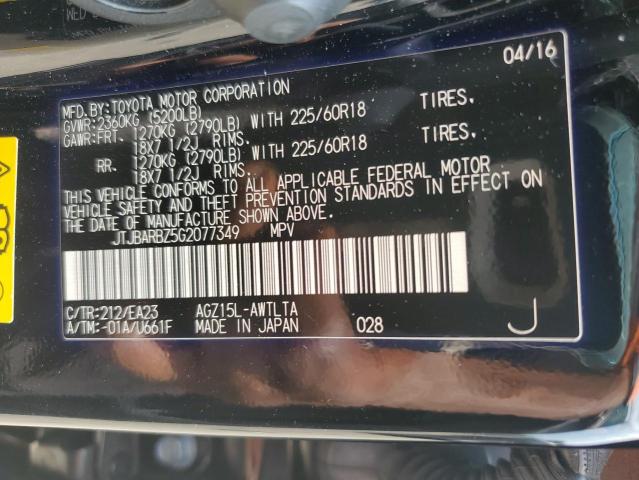 WED
04/16
MFD.BY:TOYOTA MOTOR CORPORATION
GVWR:2360KG (5200LB)
GAWR:FRT. 1270KG (2790LB) WITH 225/60R18 TIRES,
18X7 1/2J RIMS.
RR. 1270KG (2790LB) WITH 225/60R18 TIRES,
18X7 1/2J RIMS.
THIS VEHICLE CONFORMS TO ALL APPLICABLE FEDERAL MOTOR
VEHICLE SAFETY AND THEFT PREVENTION STANDARDS IN EFFECT ON
THE DATE OF MANUFACTURE SHOWN ABOVE.
JTJBARBZ5G2077349 MPV
C/TR:212/EA23 AGZ15L-AWTLTA
A/TM:-01A/U661F MADE IN JAPAN 028 J